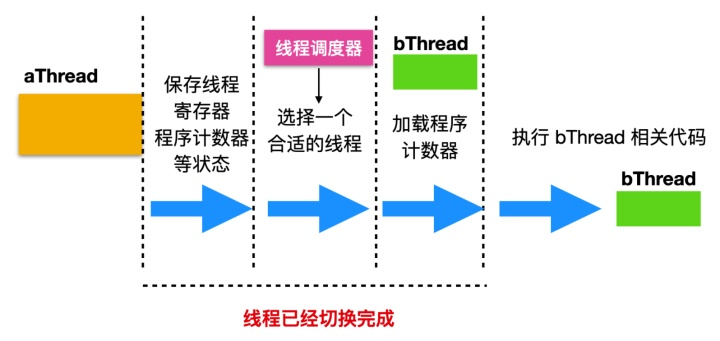 aThread
保存线程
寄存器
程序计数器
等状态
线程调度器
选择一个
合适的线程
bThread
加载程序
计数器
执行 bThread 相关代码
bThread
线程已经切换完成